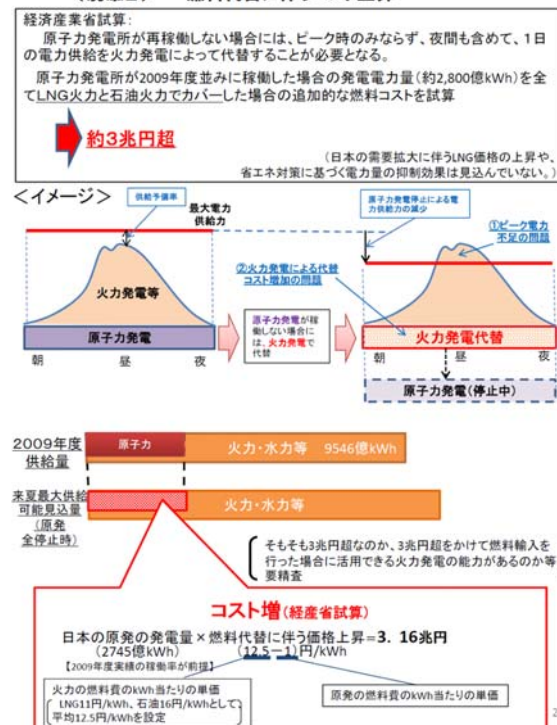 経済産業省試算:
原子力発電所が再稼働しない場合には、ピーク時のみならず、夜間も含めて、1日
の電力供給を火力発電によって代替することが必要となる。
原子力発電所が2009年度並みに稼働した場合の発電電力量(約2,800億kWh)を全
てLNG火力と石油火力でカバーした場合の追加的な燃料コストを試算
約3兆円超
(日本の需要拡大に伴うLNG価格の上昇や、
省エネ対策に基づく電力量の抑制効果は見込んでいない。)
<イメージ>
供給予備率
最大電力
供給力
原子力発電停止による電
力供給力の減少
①ピーク電力
不足の問題
②火力発電による代替
コスト増加の問題
火力発電等
原子力発電
朝 昼 夜
原子力発電が稼
働しない場合に
は、火力発電で
代替
火力発電代替
朝 昼 夜
原子力発電(停止中)
2009年度
供給量
原子力
火力・水力等 9546億kWh
来夏最大供給
可能見込量
(原発
全停止時)
火力・水力等
そもそも3兆円超なのか、3兆円超をかけて燃料輸入を
行った場合に活用できる火力発電の能力があるのか等
要精査
コスト増(経産省試算)
日本の原発の発電量×燃料代替に伴う価格上昇=3. 16兆円
(2745億kWh) (12.5−1)円/kWh
【2009年度実績の稼働率が前提】
火力の燃料費のkWh当たりの単価
LNG11円/kWh、石油16円/kWhとして、
平均12.5円/kWhを設定
原発の燃料費のkWh当たりの単価